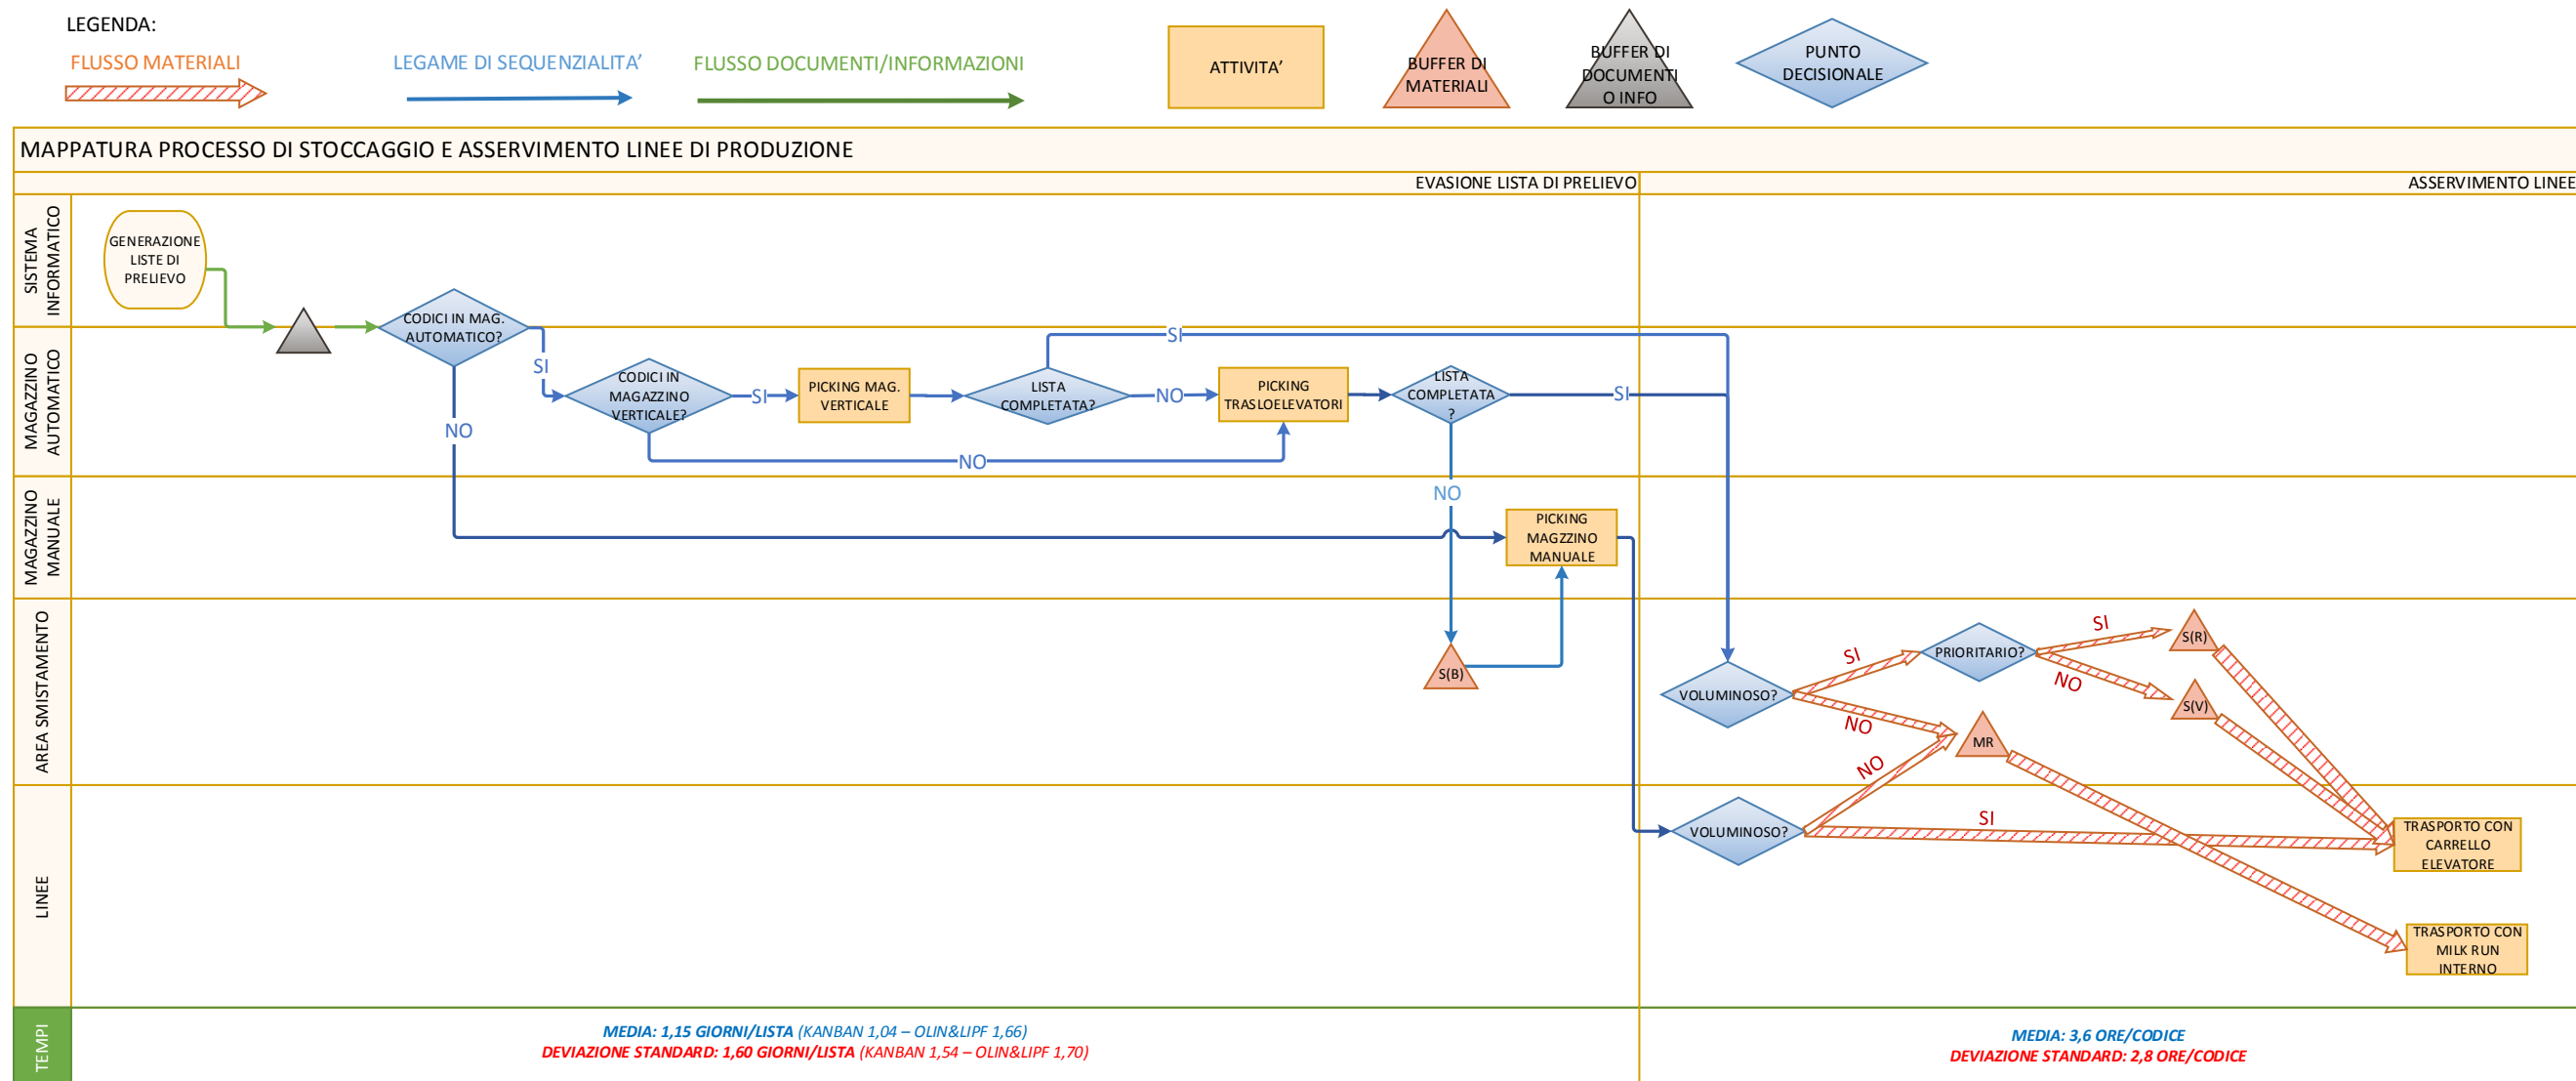 LEGENDA:
FLUSSO MATERIALI
LEGAME DI SEQUENZIALITA’
FLUSSO DOCUMENTI/INFORMAZIONI
ATTIVITA’
BUFFER DI
MATERIALI
BUFFER DI
DOCUMENTI
O INFO
PUNTO
DECISIONALE
MAPPATURA PROCESSO DI STOCCAGGIO E ASSERVIMENTO LINEE DI PRODUZIONE
EVASIONE LISTA DI PRELIEVO
ASSERVIMENTO LINEE
SISTEMA
INFORMATICO
GENERAZIONE
LISTE DI
PRELIEVO
CODICI IN MAG.
AUTOMATICO?
SI
NO
MAGAZZINO
AUTOMATICO
CODICI IN
MAGAZZINO
VERTICALE?
SI
NO
PICKING MAG.
VERTICALE
LISTA
COMPLETATA?
SI
NO
PICKING
TRASLOELEVATORI
LISTA
COMPLETATA
?
SI
NO
MAGAZZINO
MANUALE
PICKING
MAGZZINO
MANUALE
AREA SMISTAMENTO
S(B)
VOLUMINOSO?
SI
NO
PRIORITARIO?
SI
NO
S(R)
S(V)
MR
LINEE
VOLUMINOSO?
NO
SI
TRASPORTO CON
CARRELLO
ELEVATORE
TRASPORTO CON
MILK RUN
INTERNO
TEMPI
MEDIA: 1,15 GIORNI/LISTA (KANBAN 1,04 – OLIN&LIPF 1,66)
DEVIAZIONE STANDARD: 1,60 GIORNI/LISTA (KANBAN 1,54 – OLIN&LIPF 1,70)
MEDIA: 3,6 ORE/CODICE
DEVIAZIONE STANDARD: 2,8 ORE/CODICE